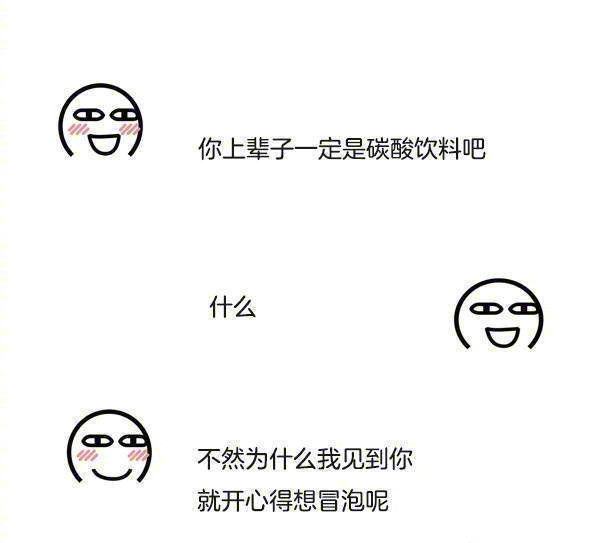 你上辈子一定是碳酸饮料吧
什么
不然为什么我见到你
就开心得想冒泡呢